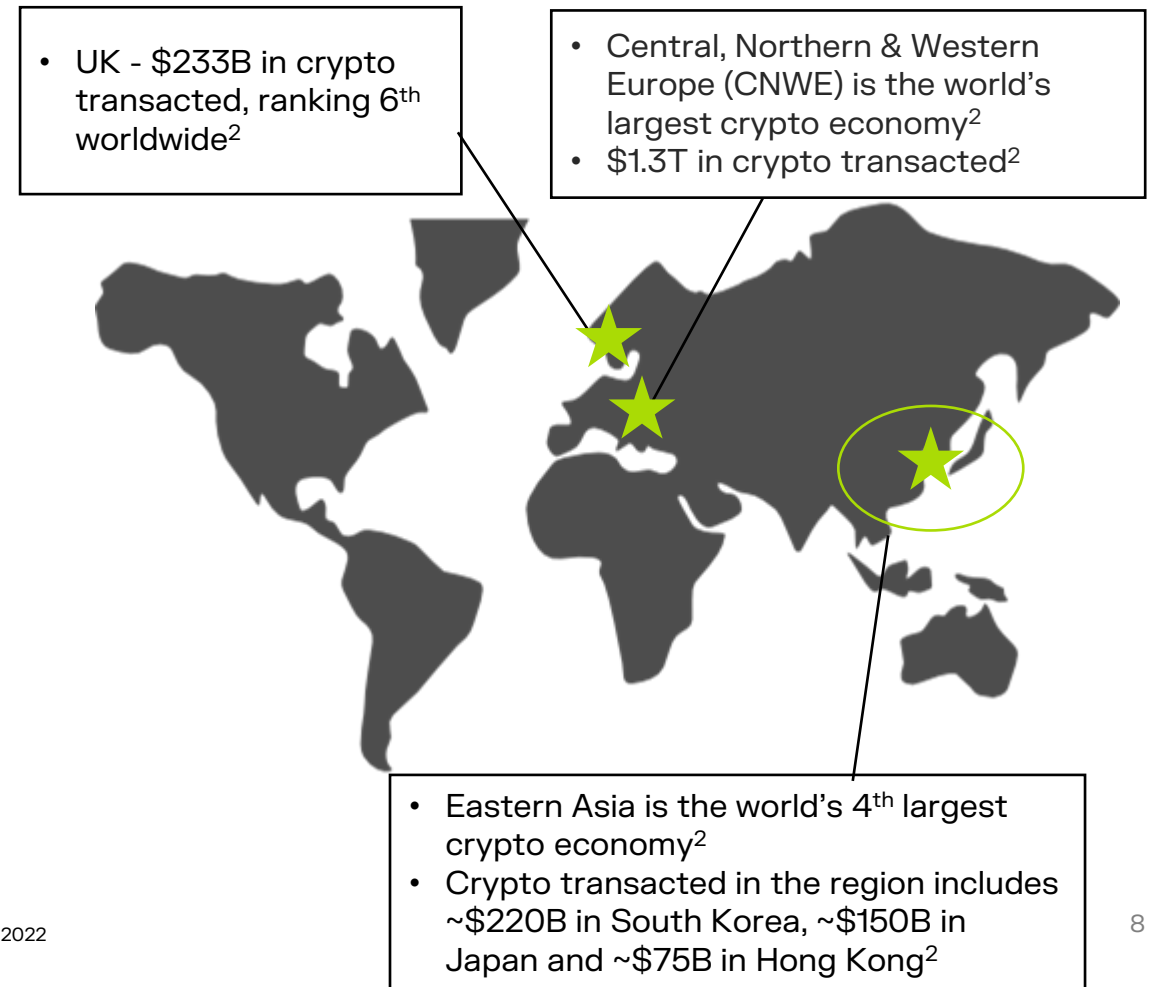 • UK - $233B in crypto
transacted, ranking 6th
worldwide2
• Central, Northern & Western
Europe (CNWE) is the world's
largest crypto economy2
• $1.3T in crypto transacted2
• Eastern Asia is the world's 4th largest
crypto economy2
• Crypto transacted in the region includes
~$220B in South Korea, ~$150B in
Japan and ~$75B in Hong Kong2
2022
8